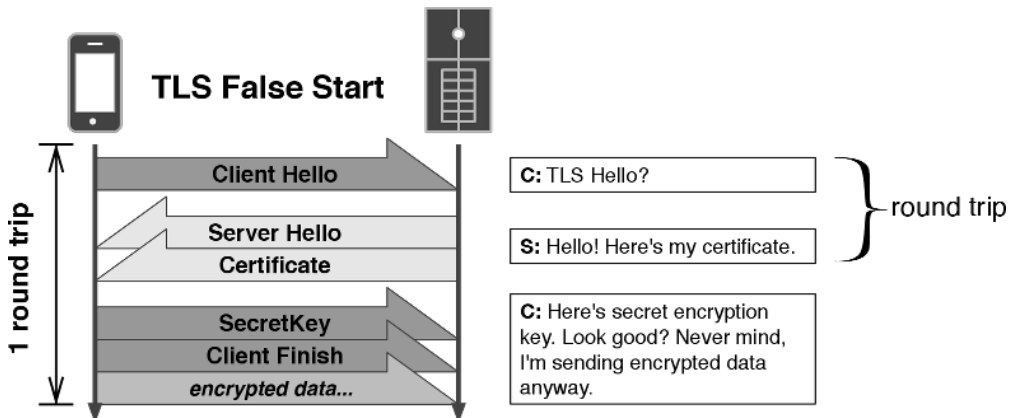 TLS False Start
1 round trip
Client Hello
Server Hello
Certificate
SecretKey
Client Finish
encrypted data...
C: TLS Hello?
S: Hello! Here's my certificate.
round trip
C: Here's secret encryption
key. Look good? Never mind,
I'm sending encrypted data
anyway.